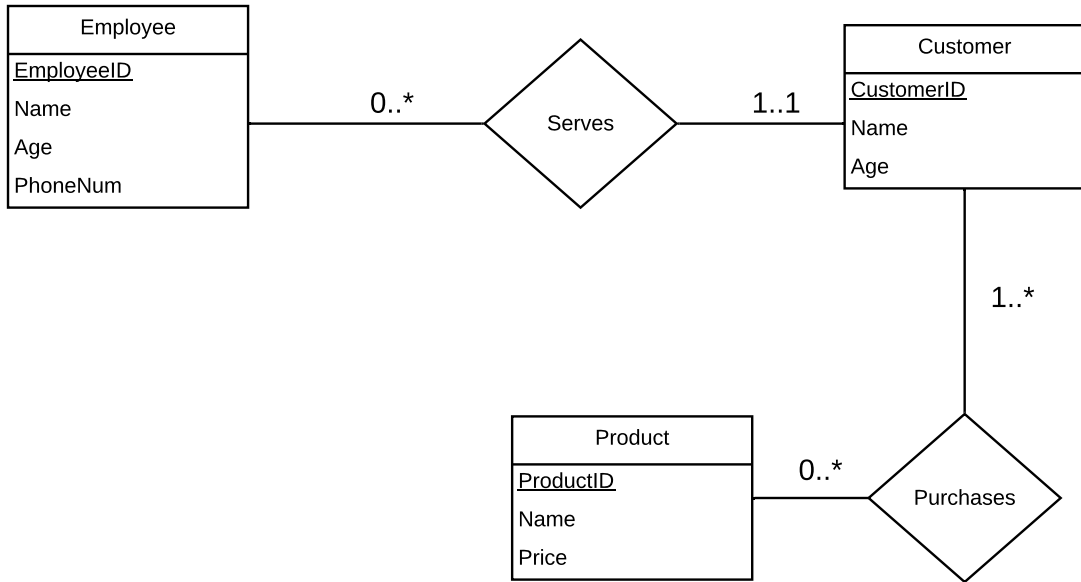 Employee
EmployeeID
Name
Age
PhoneNum
0..*
Serves
1..1
Customer
CustomerID
Name
Age
1..*
Product
ProductID
Name
Price
0..*
Purchases